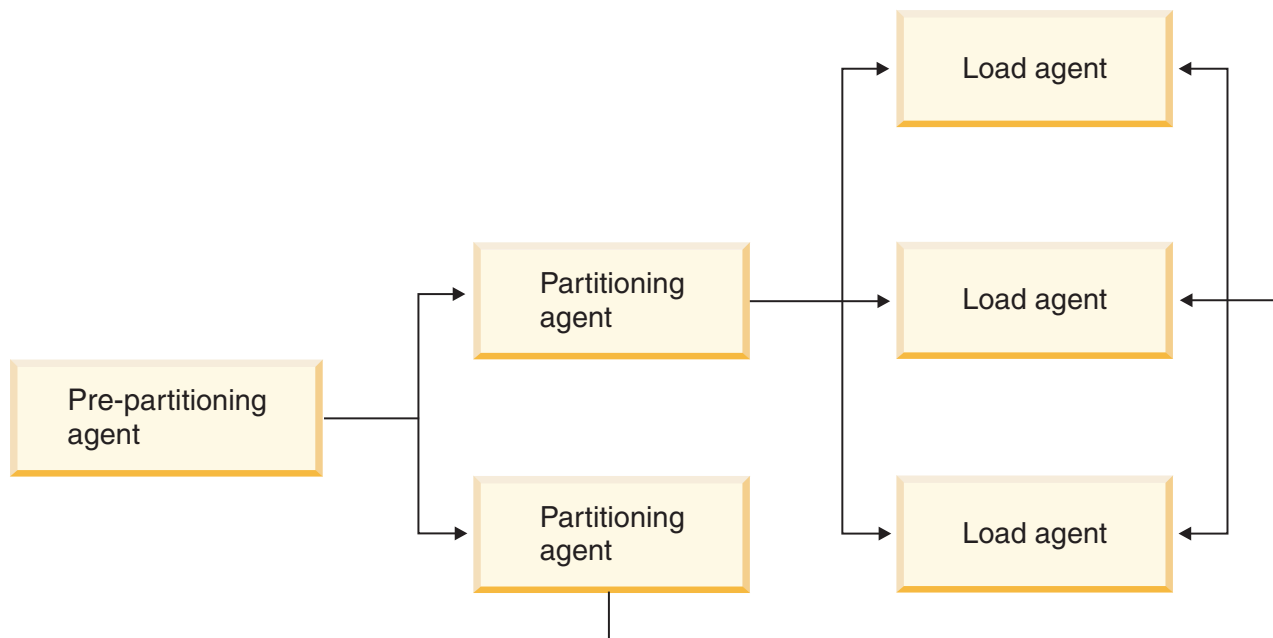 Pre-partitioning
agent
Partitioning
agent
Partitioning
agent
Load agent
Load agent
Load agent